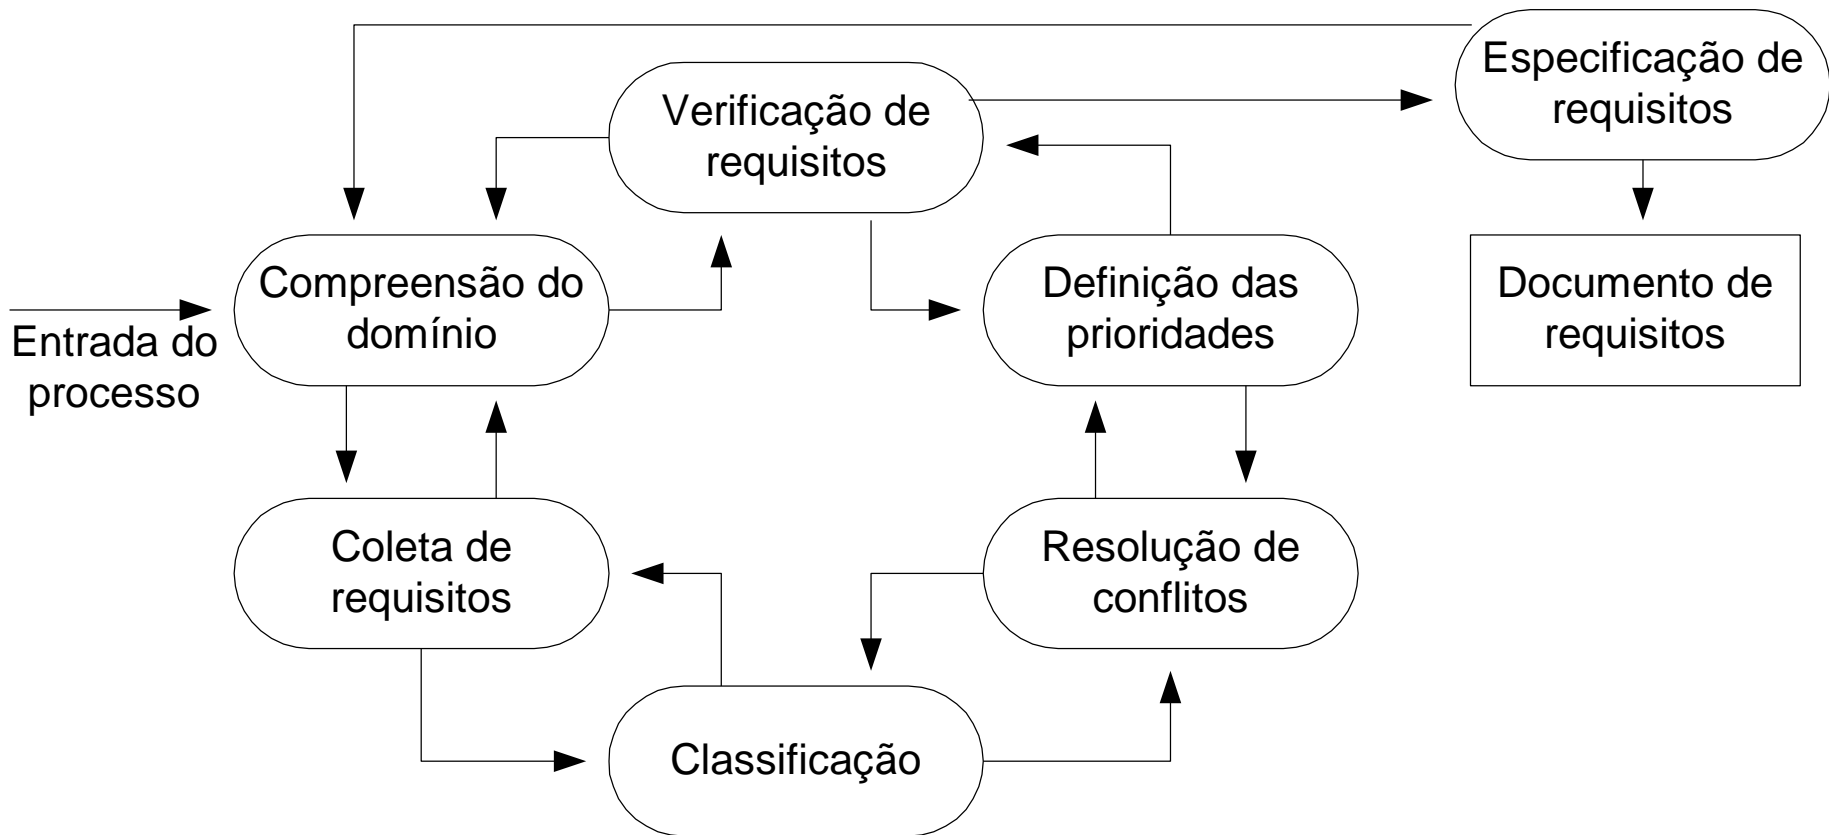 Especificação de
requisitos
Verificação de
requisitos
Compreensão do
domínio
Definição das
prioridades
Documento de
requisitos
Entrada do
processo
Coleta de
requisitos
Resolução de
conflitos
Classificação